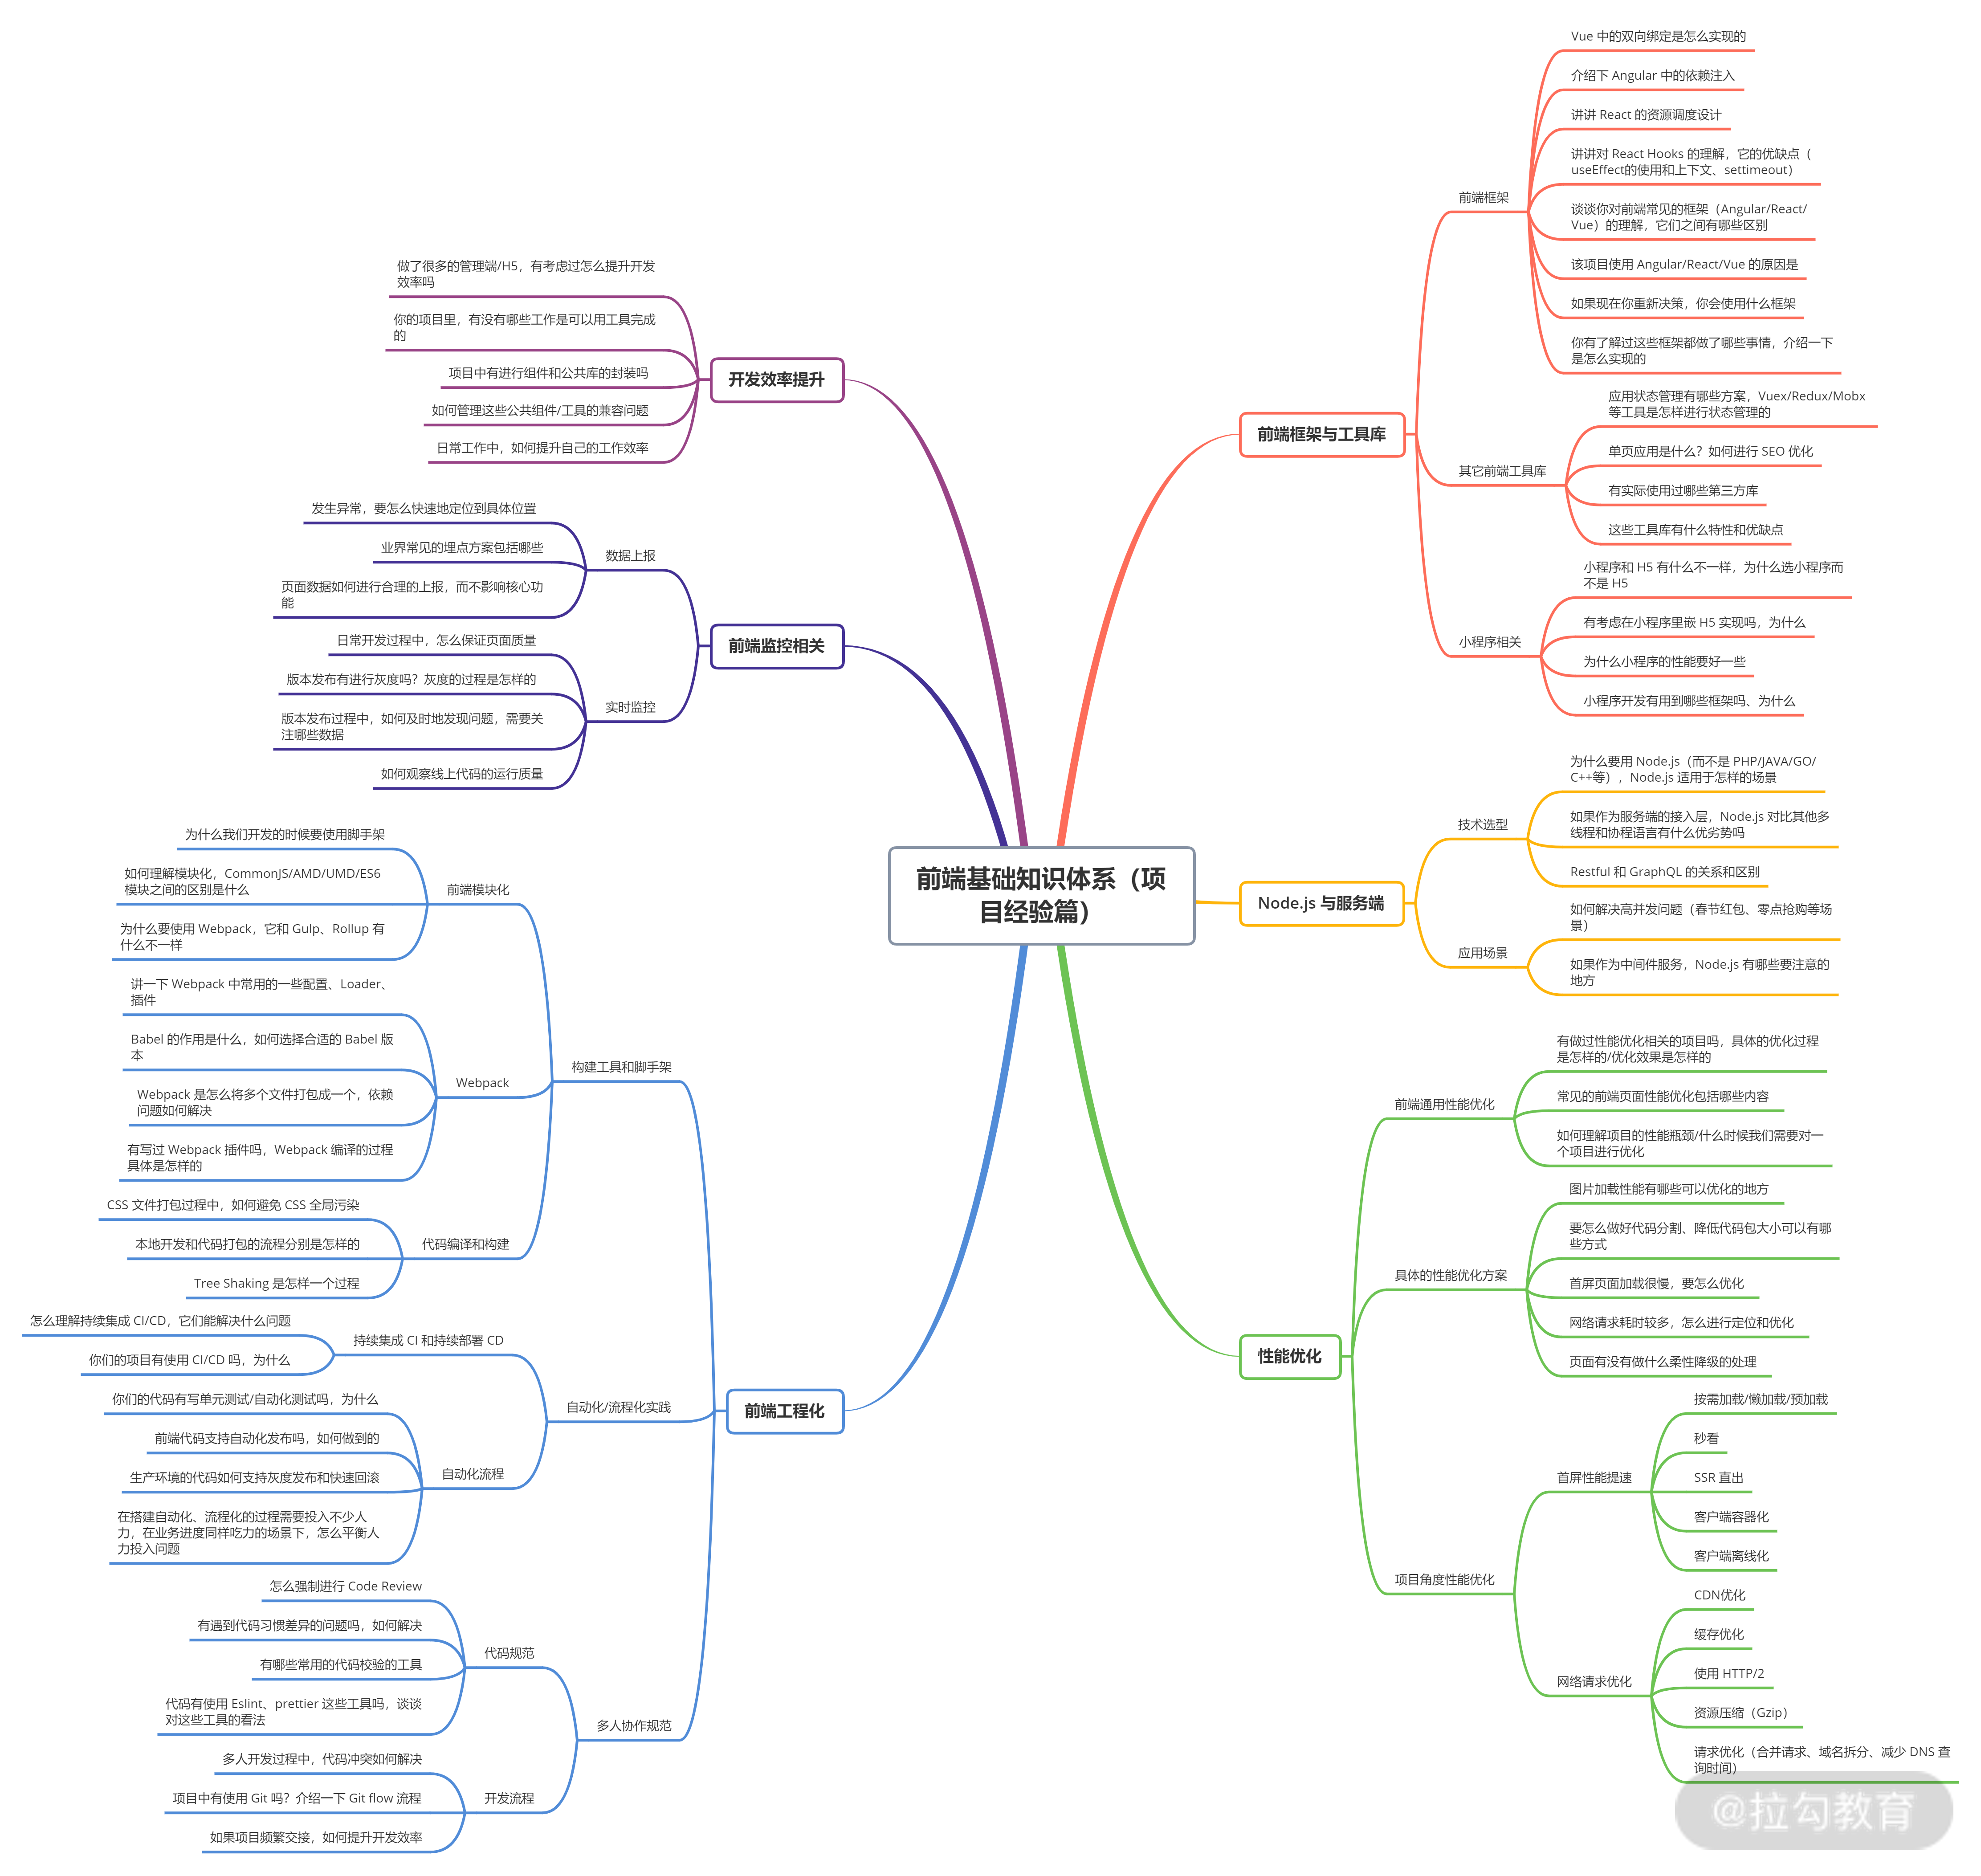 前端基础知识体系（项
目经验篇）
前端框架与工具库
前端框架
Vue 中的双向绑定是怎么实现的
介绍下 Angular 中的依赖注入
讲讲 React 的资源调度设计
讲讲对 React Hooks 的理解，它的优缺点（
useEffect的使用和上下文、settimeout）
谈谈你对前端常见的框架（Angular/React/
Vue）的理解，它们之间有哪些区别
该项目使用 Angular/React/Vue 的原因是
如果现在你重新决策，你会使用什么框架
你有了解过这些框架都做了哪些事情，介绍一下
是怎么实现的
其它前端工具库
应用状态管理有哪些方案，Vuex/Redux/Mobx
等工具是怎样进行状态管理的
单页应用是什么？如何进行 SEO 优化
有实际使用过哪些第三方库
这些工具库有什么特性和优缺点
小程序相关
小程序和 H5 有什么不一样，为什么选小程序而
不是 H5
有考虑在小程序里嵌 H5 实现吗，为什么
为什么小程序的性能要好一些
小程序开发有用到哪些框架吗、为什么
Node.js 与服务端
技术选型
为什么要用 Node.js（而不是 PHP/JAVA/GO/
C++等），Node.js 适用于怎样的场景
如果作为服务端的接入层，Node.js 对比其他多
线程和协程语言有什么优劣势吗
Restful 和 GraphQL 的关系和区别
应用场景
如何解决高并发问题（春节红包、零点抢购等场
景）
如果作为中间件服务，Node.js 有哪些要注意的
地方
性能优化
前端通用性能优化
有做过性能优化相关的项目吗，具体的优化过程
是怎样的/优化效果是怎样的
常见的前端页面性能优化包括哪些内容
如何理解项目的性能瓶颈/什么时候我们需要对一
个项目进行优化
具体的性能优化方案
图片加载性能有哪些可以优化的地方
要怎么做好代码分割、降低代码包大小可以有哪
些方式
首屏页面加载很慢，要怎么优化
网络请求耗时较多，怎么进行定位和优化
页面有没有做什么柔性降级的处理
项目角度性能优化
首屏性能提速
按需加载/懒加载/预加载
秒看
SSR 直出
客户端容器化
客户端离线化
网络请求优化
CDN优化
缓存优化
使用 HTTP/2
资源压缩（Gzip）
请求优化（合并请求、域名拆分、减少 DNS 查
询时间）
开发效率提升
做了很多的管理端/H5，有考虑过怎么提升开发
效率吗
你的项目里，有没有哪些工作是可以用工具完成
的
项目中有进行组件和公共库的封装吗
如何管理这些公共组件/工具的兼容问题
日常工作中，如何提升自己的工作效率
前端监控相关
数据上报
发生异常，要怎么快速地定位到具体位置
业界常见的埋点方案包括哪些
页面数据如何进行合理的上报，而不影响核心功
能
实时监控
日常开发过程中，怎么保证页面质量
版本发布有进行灰度吗？灰度的过程是怎样的
版本发布过程中，如何及时地发现问题，需要关
注哪些数据
如何观察线上代码的运行质量
前端工程化
构建工具和脚手架
前端模块化
为什么我们开发的时候要使用脚手架
如何理解模块化，CommonJS/AMD/UMD/ES6
模块之间的区别是什么
为什么要使用 Webpack，它和 Gulp、Rollup 有
什么不一样
Webpack
讲一下 Webpack 中常用的一些配置、Loader、
插件
Babel 的作用是什么，如何选择合适的 Babel 版
本
Webpack 是怎么将多个文件打包成一个，依赖
问题如何解决
有写过 Webpack 插件吗，Webpack 编译的过程
具体是怎样的
代码编译和构建
CSS 文件打包过程中，如何避免 CSS 全局污染
本地开发和代码打包的流程分别是怎样的
Tree Shaking 是怎样一个过程
自动化/流程化实践
持续集成 CI 和持续部署 CD
怎么理解持续集成 CI/CD，它们能解决什么问题
你们的项目有使用 CI/CD 吗，为什么
自动化流程
你们的代码有写单元测试/自动化测试吗，为什么
前端代码支持自动化发布吗，如何做到的
生产环境的代码如何支持灰度发布和快速回滚
在搭建自动化、流程化的过程需要投入不少人
力，在业务进度同样吃力的场景下，怎么平衡人
力投入问题
多人协作规范
代码规范
怎么强制进行 Code Review
有遇到代码习惯差异的问题吗，如何解决
有哪些常用的代码校验的工具
代码有使用 Eslint、prettier 这些工具吗，谈谈
对这些工具的看法
开发流程
多人开发过程中，代码冲突如何解决
项目中有使用 Git 吗？介绍一下 Git flow 流程
如果项目频繁交接，如何提升开发效率
@拉勾教育